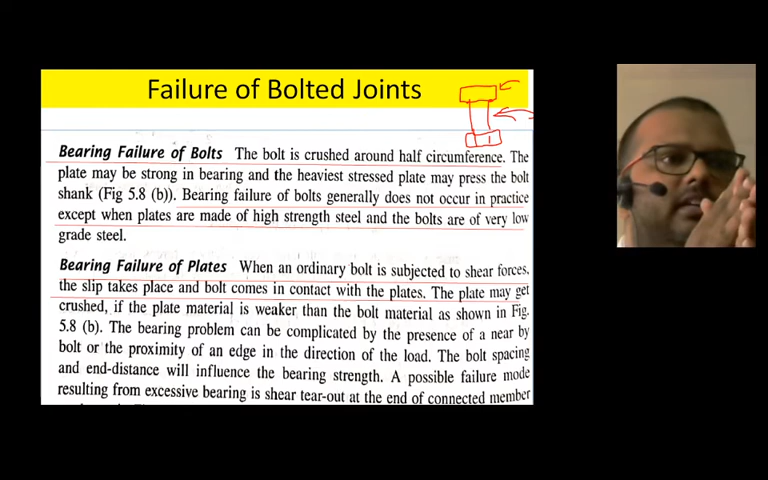 Failure of Bolted Joints
Bearing Failure of Bolts The bolt is crushed around half circumference. The
plate may be strong in bearing and the heaviest stressed plate may press the bolt
shank (Fig 5.8 (b)). Bearing failure of bolts generally does not occur in practice
except when plates are made of high strength steel and the bolts are of very low
grade steel.
Bearing Failure of Plates When an ordinary bolt is subjected to shear forces,
the slip takes place and bolt comes in contact with the plates. The plate may get
crushed, if the plate material is weaker than the bolt material as shown in Fig.
5.8 (b). The bearing problem can be complicated by the presence of a near by
bolt or the proximity of an edge in the direction of the load. The bolt spacing
and end-distance will influence the bearing strength. A possible failure mode
resulting from excessive bearing is shear tear-out at the end of connected member